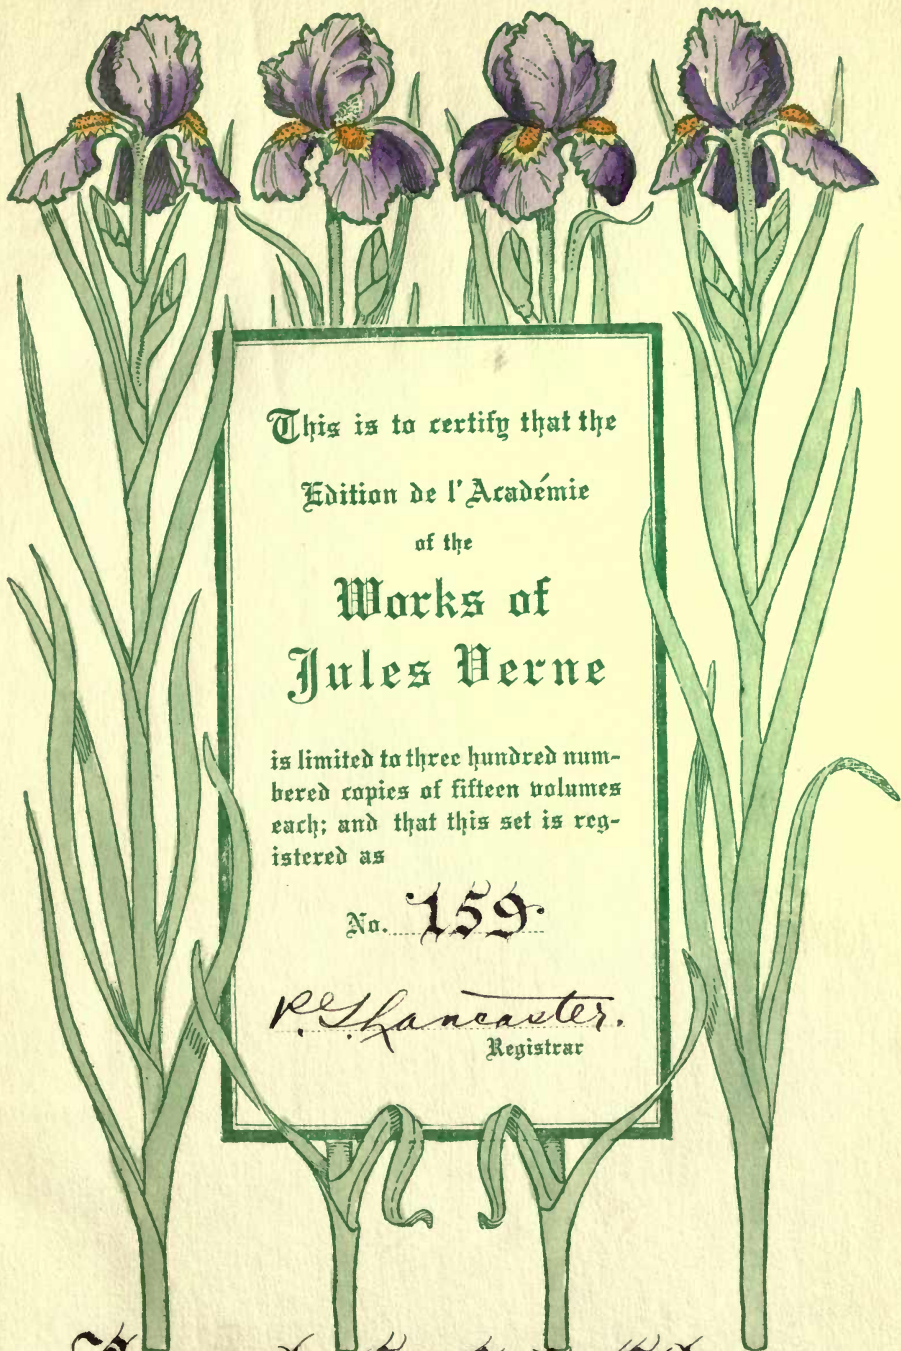 This is to certify that the
Edition de l'Académie
of the
Works of
Jules Verne
is limited to three hundred num-
bered copies of fifteen volumes
each; and that this set is reg-
istered as
No. 159
Lancaster.
Registrar